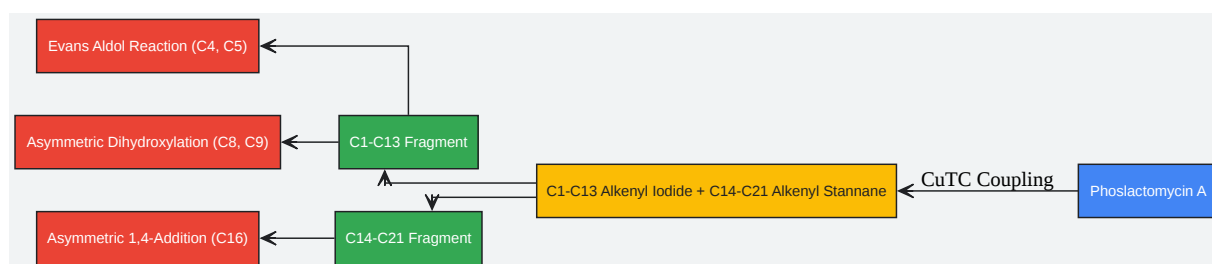 Evans Aldol Reaction (C4, C5)
Asymmetric Dihydroxylation (C8, C9)
C1-C13 Fragment
CuTC Coupling
C1-C13 Alkenyl Iodide + C14-C21 Alkenyl Stannane
Phoslactomycin A
Asymmetric 1,4-Addition (C16)
C14-C21 Fragment